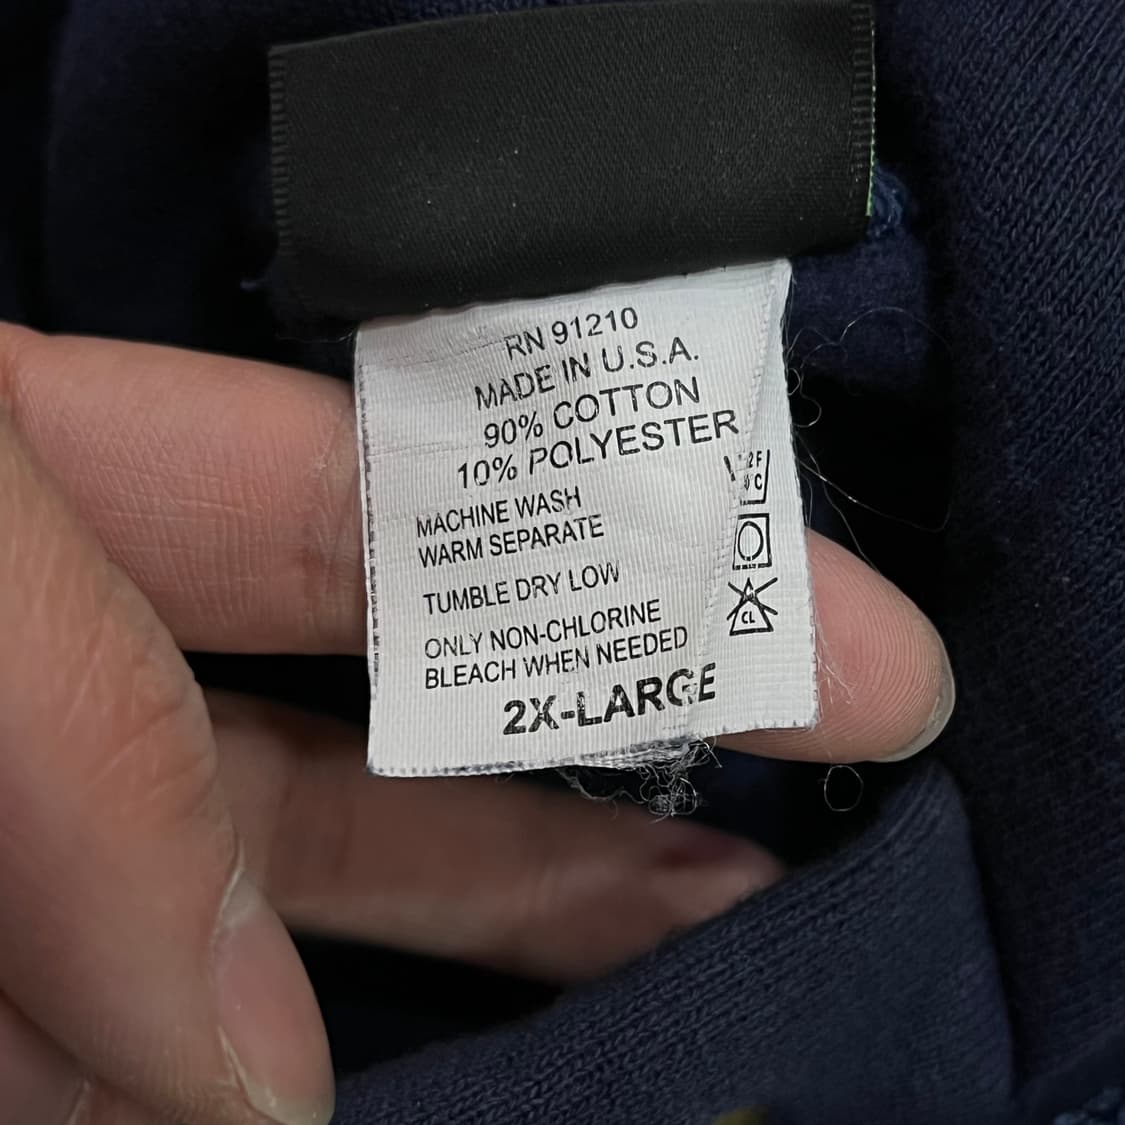 RN 91210
MADE IN U.S.A.
90% COTTON
10% POLYESTER
MACHINE WASH
WARM SEPARATE
TUMBLE DRY LOW
ONLY NON-CHLORINE
BLEACH WHEN NEEDED
2X-LARGE
CL